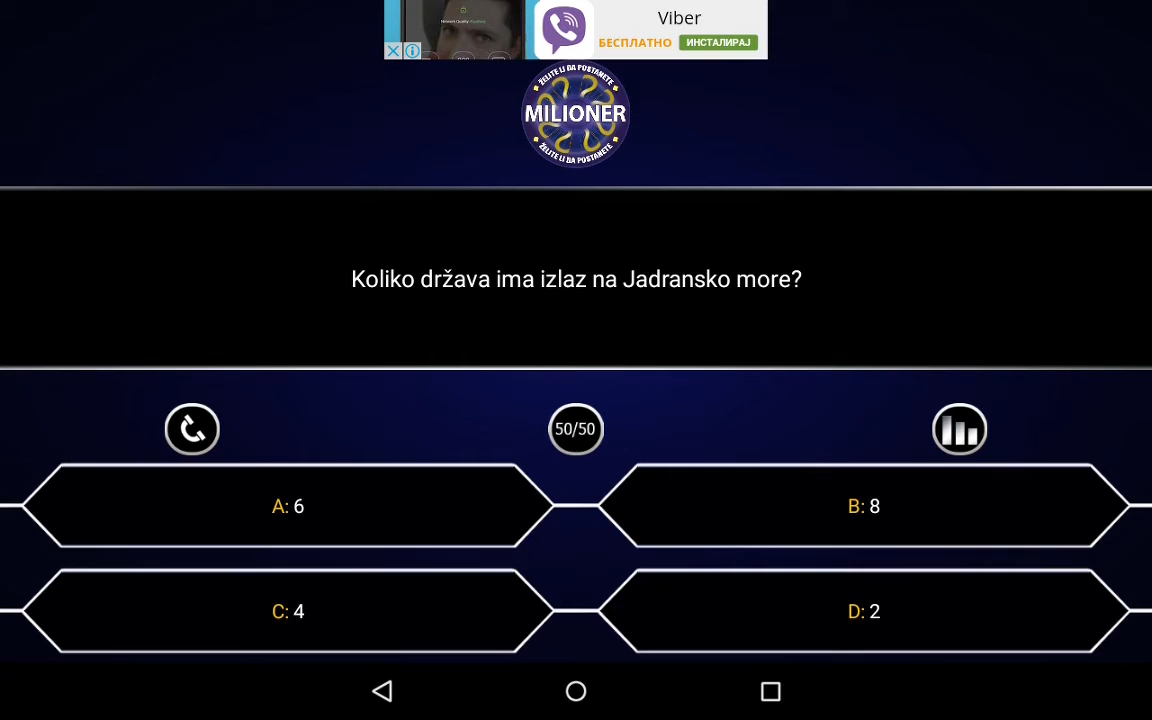 Viber
БЕСПЛАТНО ИНСТАЛИРАЈ
ŽELITE LI DA POSTANETE
MILIONER
ŽELITE LI DA POSTANETE
Koliko država ima izlaz na Jadransko more?
50/50
A: 6
B: 8
C: 4
D: 2